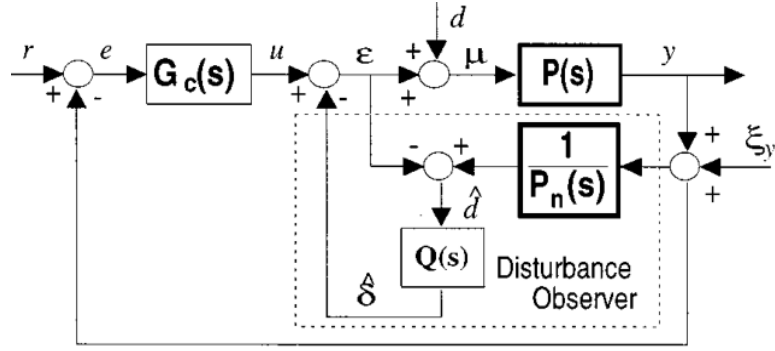 d
r e u ε μ y
+ - G_c(s) + - + + P(s)
+ + ξ_y
- + 1/P_n(s)
d̂
Q(s)
δ̂
Disturbance
Observer